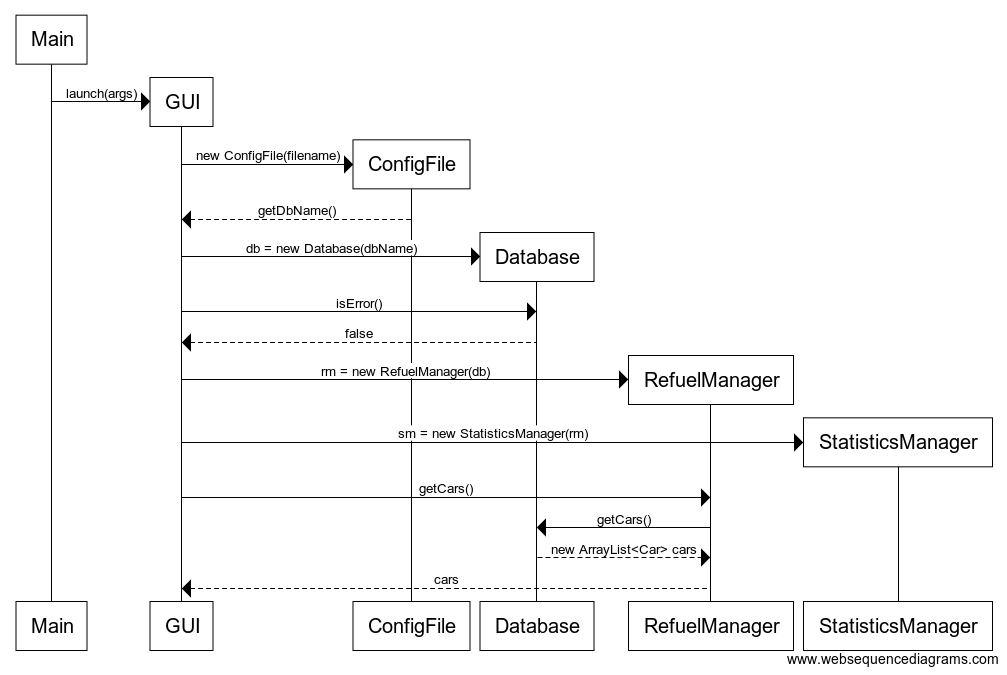 Main
launch(args)
GUI
new ConfigFile(filename)
ConfigFile
getDbName()
db = new Database(dbName)
Database
isError()
false
rm = new RefuelManager(db)
RefuelManager
sm = new StatisticsManager(rm)
StatisticsManager
getCars()
getCars()
new ArrayList<Car> cars
cars
Main
GUI
ConfigFile
Database
RefuelManager
StatisticsManager
www.websequencediagrams.com